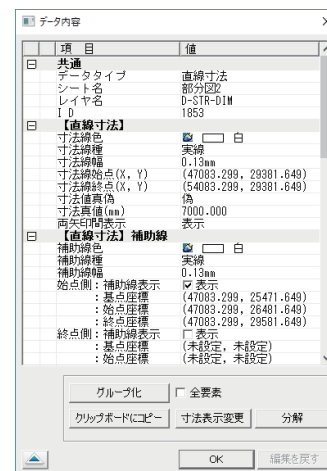 データ内容
項 目 値
共通
データタイプ 直線寸法
シート名 部分図2
レイヤ名 D-STR-DIM
ID 1853
【直線寸法】
寸法線色 白
寸法線種 実線
寸法線幅 0.13mm
寸法線始点(X, Y) (47083.299, 29381.649)
寸法線終点(X, Y) (54083.299, 29381.649)
寸法値真偽 偽
寸法真値(mm) 7000.000
両矢印間表示 表示
【直線寸法】補助線
補助線色 白
補助線種 実線
補助線幅 0.13mm
始点側：補助線表示 表示
：基点座標 (47083.299, 25471.649)
：始点座標 (47083.299, 26481.649)
：終点座標 (47083.299, 29581.649)
終点側：補助線表示 表示
：基点座標 (未設定, 未設定)
：始点座標 (未設定, 未設定)
グループ化 全要素
クリップボードにコピー 寸法表示変更 分解
OK 編集を戻す